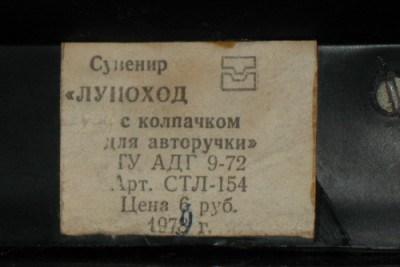 Сувенир
«ЛУНОХОД
с колпачком
для авторучки»
ТУ АДГ 9-72
Арт. СТЛ-154
Цена 6 руб.
1979 г.